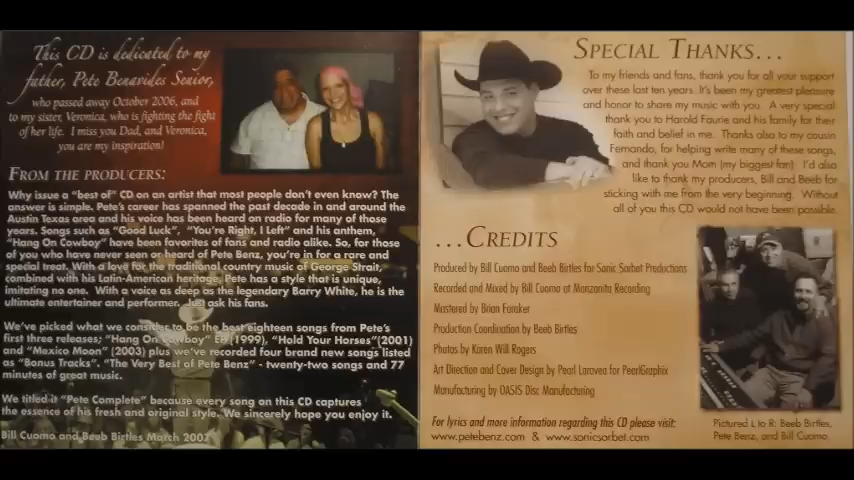 This CD is dedicated to my
father, Pete Benavides Senior,
who passed away October 2006, and
to my sister, Veronica, who is fighting the fight
of her life. I miss you Dad, and Veronica,
you are my inspiration!
FROM THE PRODUCERS:
Why issue a "best of" CD on an artist that most people don't even know? The
answer is simple. Pete's career has spanned the past decade in and around the
Austin Texas area and his voice has been heard on radio for many of those
years. Songs such as "Good Luck", "You're Right, I Left" and his anthem,
"Hang On Cowboy" have been favorites of fans and radio alike. So, for those
of you who have never seen or heard of Pete Benz, you're in for a rare and
special treat. With a love for the traditional country music of George Strait,
combined with his Latin-American heritage, Pete has a style that is unique,
imitating no one. With a voice as deep as the legendary Barry White, he is the
ultimate entertainer and performer. Just ask his fans.
We've picked what we consider to be the best eighteen songs from Pete's
first three releases; "Hang On Cowboy" EP (1999), "Hold Your Horses"(2001)
and "Mexico Moon" (2003) plus we've recorded four brand new songs listed
as "Bonus Tracks". "The Very Best of Pete Benz" - twenty-two songs and 77
minutes of great music.
We titled it "Pete Complete" because every song on this CD captures
the essence of his fresh and original style. We sincerely hope you enjoy it.
Bill Cuomo and Beeb Birtles March 2007
SPECIAL THANKS...
To my friends and fans, thank you for all your support
over these last ten years. It's been my greatest pleasure
and honor to share my music with you. A very special
thank you to Harold Faurie and his family for their
faith and belief in me. Thanks also to my cousin
Fernando, for helping write many of these songs,
and thank you Mom (my biggest fan). I'd also
like to thank my producers, Bill and Beeb for
sticking with me from the very beginning. Without
all of you this CD would not have been possible.
...CREDITS
Produced by Bill Cuomo and Beeb Birtles for Sonic Sorbet Productions
Recorded and Mixed by Bill Cuomo at Manzanita Recording
Mastered by Brian Foraker
Production Coordination by Beeb Birtles
Photos by Karen Will Rogers
Art Direction and Cover Design by Pearl Laravea for PearlGraphix
Manufacturing by OASIS Disc Manufacturing
For lyrics and more information regarding this CD please visit:
www.petebenz.com & www.sonicsorbet.com
Pictured L to R: Beeb Birtles,
Pete Benz, and Bill Cuomo